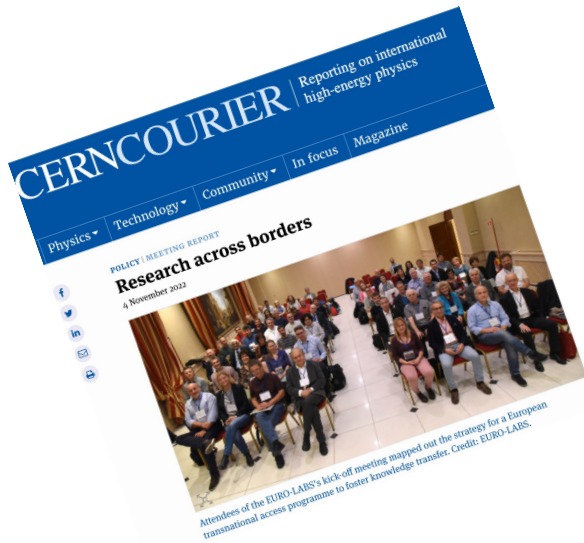 CERNCOURIER
Reporting on international
high-energy physics
Physics
Technology
Community
In focus
Magazine
POLICY | MEETING REPORT
Research across borders
4 November 2022
Attendees of the EURO-LABS's kick-off meeting mapped out the strategy for a European
transnational access programme to foster knowledge transfer. Credit: EURO-LABS.